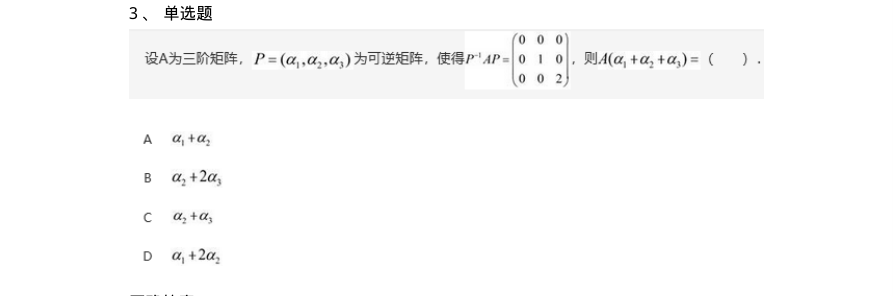 3、 单选题
设A为三阶矩阵，P=(α₁,α₂,α₃)为可逆矩阵，使得P⁻¹AP=(0 0 0
0 1 0
0 0 2)，则A(α₁+α₂+α₃)=（ ）.
A α₁+α₂
B α₂+2α₃
C α₂+α₃
D α₁+2α₂